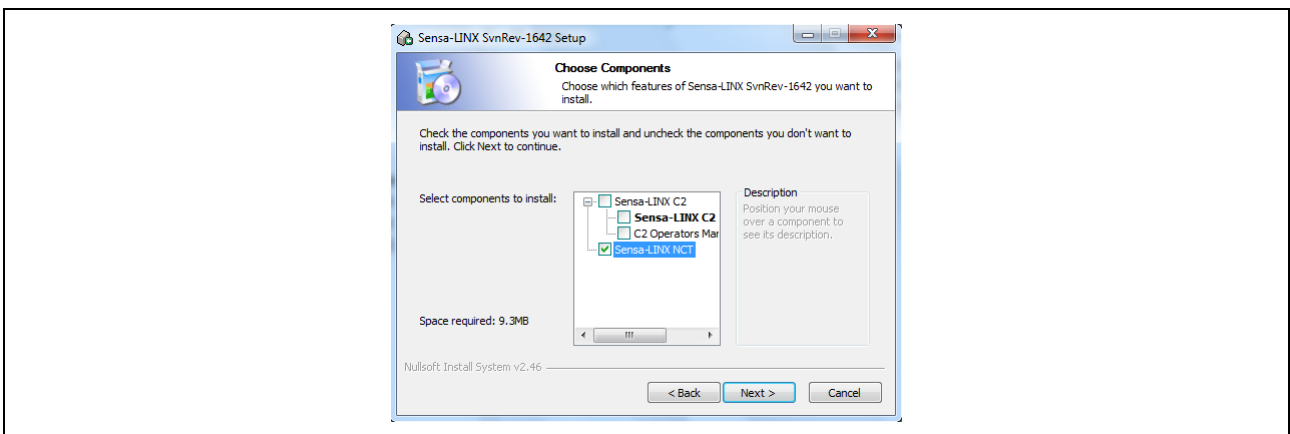 Sensa-LINX SvnRev-1642 Setup
Choose Components
Choose which features of Sensa-LINX SvnRev-1642 you want to
install.
Check the components you want to install and uncheck the components you don't want to
install. Click Next to continue.
Select components to install:
Sensa-LINX C2
Sensa-LINX C2
C2 Operators Mar
Sensa-LINX NCT
Description
Position your mouse
over a component to
see its description.
Space required: 9.3MB
Nullsoft Install System v2.46
< Back
Next >
Cancel